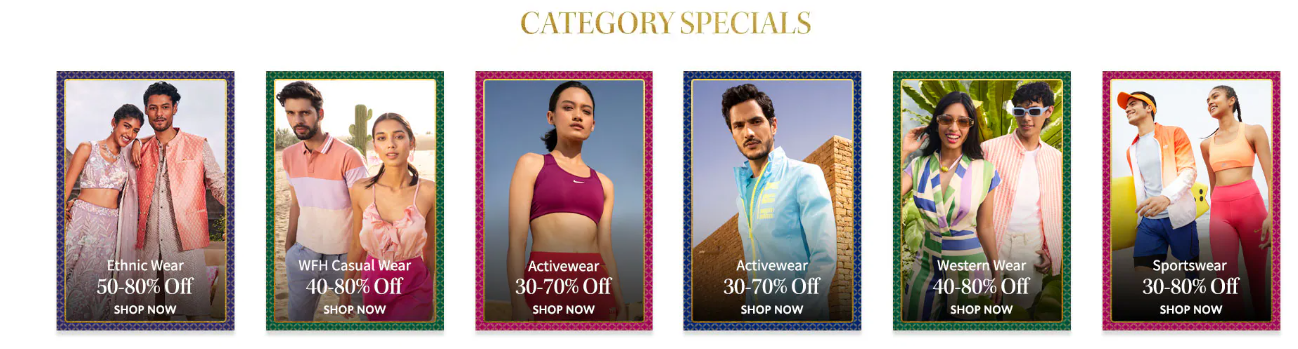 CATEGORY SPECIALS
Ethnic Wear
50-80% Off
SHOP NOW
WFH Casual Wear
40-80% Off
SHOP NOW
Activewear
30-70% Off
SHOP NOW
Activewear
30-70% Off
SHOP NOW
Western Wear
40-80% Off
SHOP NOW
Sportswear
30-80% Off
SHOP NOW